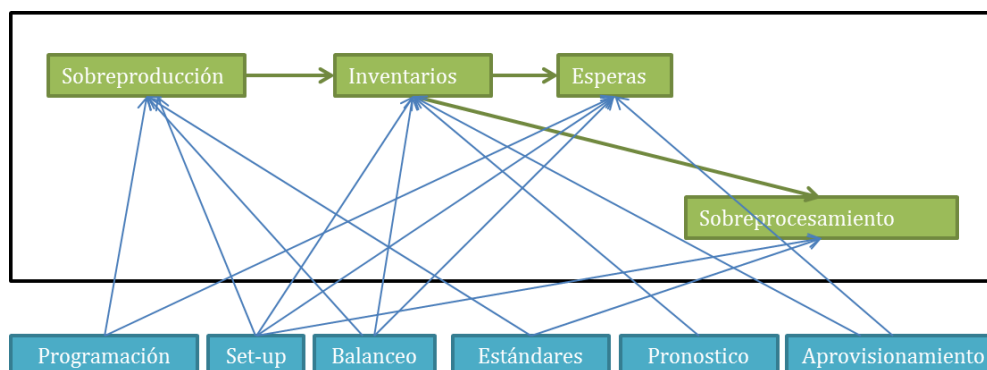 Sobreproducción
Inventarios
Esperas
Sobreprocesamiento
Programación
Set-up
Balanceo
Estándares
Pronostico
Aprovisionamiento